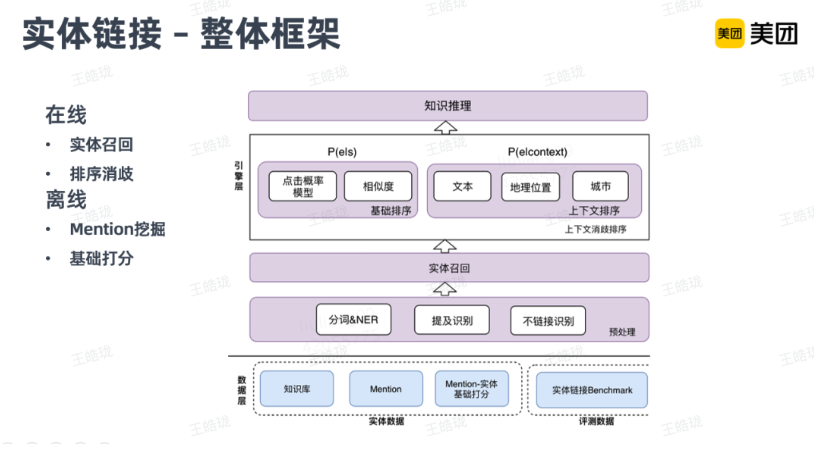 实体链接 – 整体框架
美团 美团
在线
• 实体召回
• 排序消歧
离线
• Mention挖掘
• 基础打分
知识推理
引擎层
P(e|s)
P(e|context)
点击概率
模型
相似度
基础排序
文本
地理位置
城市
上下文排序
上下文消歧排序
实体召回
分词&NER
提及识别
不链接识别
预处理
数据层
知识库
Mention
Mention-实体
基础打分
实体数据
实体链接Benchmark
评测数据
王皓珑